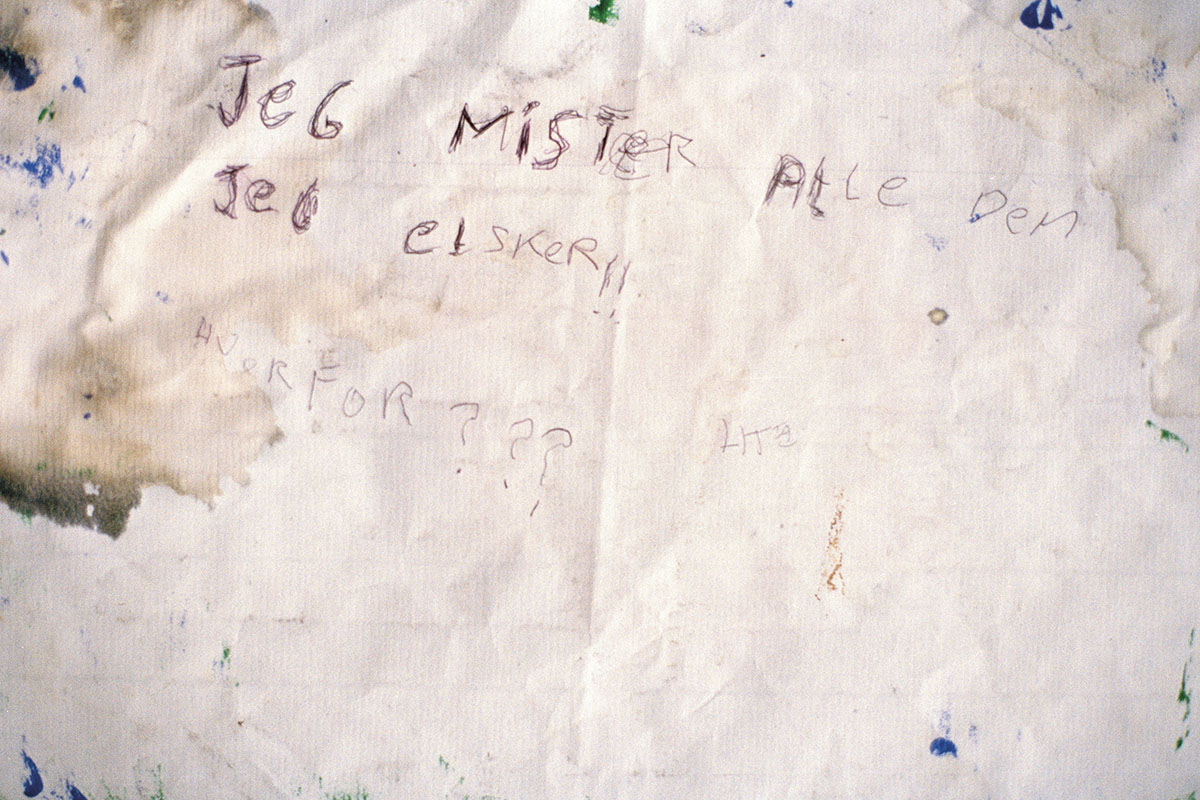 JeG MiSTeR ALLe Dem
JeG eLSKeR!!
HVeRFOR ???